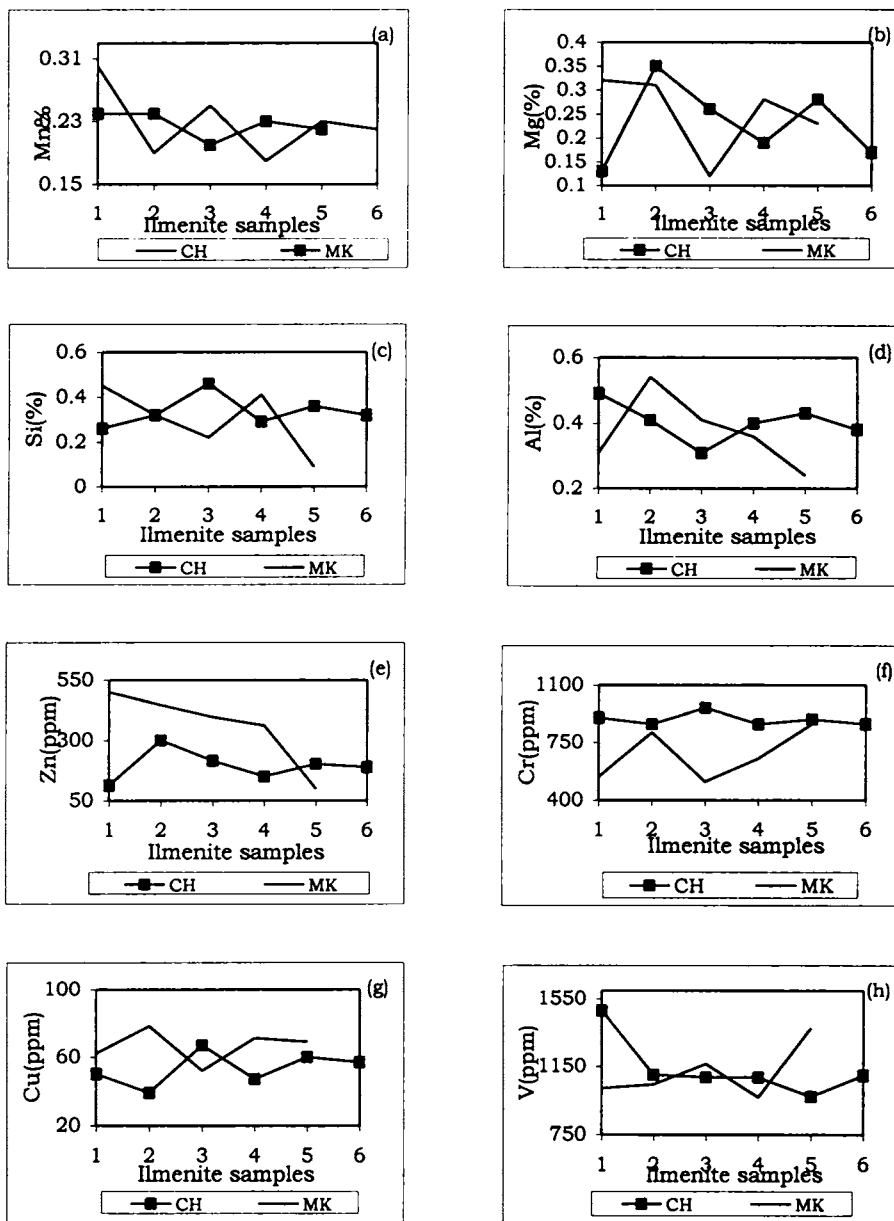 (a)
0.31
0.23
0.15
Mn%
1 2 3 4 5 6
Ilmenite samples
CH MK
(b)
0.4
0.35
0.3
0.25
0.2
0.15
0.1
Mg(%)
1 2 3 4 5 6
Ilmenite samples
CH MK
(c)
0.6
0.4
0.2
0
Si(%)
1 2 3 4 5 6
Ilmenite samples
CH MK
(d)
0.6
0.4
0.2
Al(%)
1 2 3 4 5 6
Ilmenite samples
CH MK
(e)
550
300
50
Zn(ppm)
1 2 3 4 5 6
Ilmenite samples
CH MK
(f)
1100
750
400
Cr(ppm)
1 2 3 4 5 6
Ilmenite samples
CH MK
(g)
100
60
20
Cu(ppm)
1 2 3 4 5 6
Ilmenite samples
CH MK
(h)
1550
1150
750
V(ppm)
1 2 3 4 5 6
Ilmenite samples
CH MK